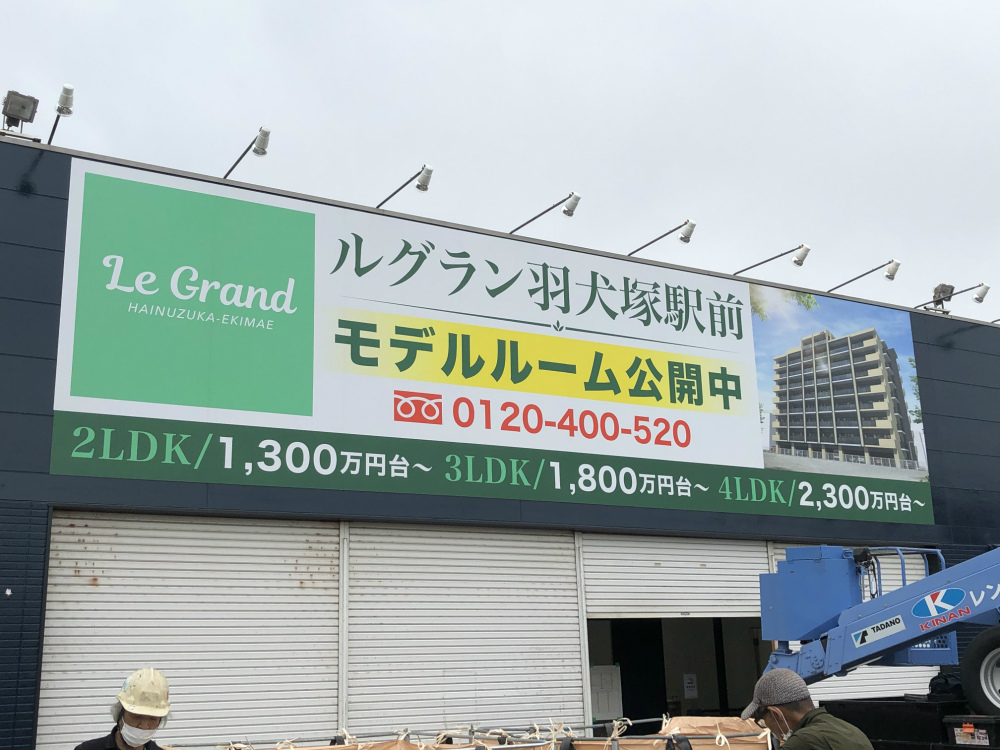 Le Grand
HAINUZUKA-EKIMAE
ルグラン羽犬塚駅前
モデルルーム公開中
0120-400-520
2LDK/1,300万円台~ 3LDK/1,800万円台~ 4LDK/2,300万円台~
K レン
KINAN
TADANO